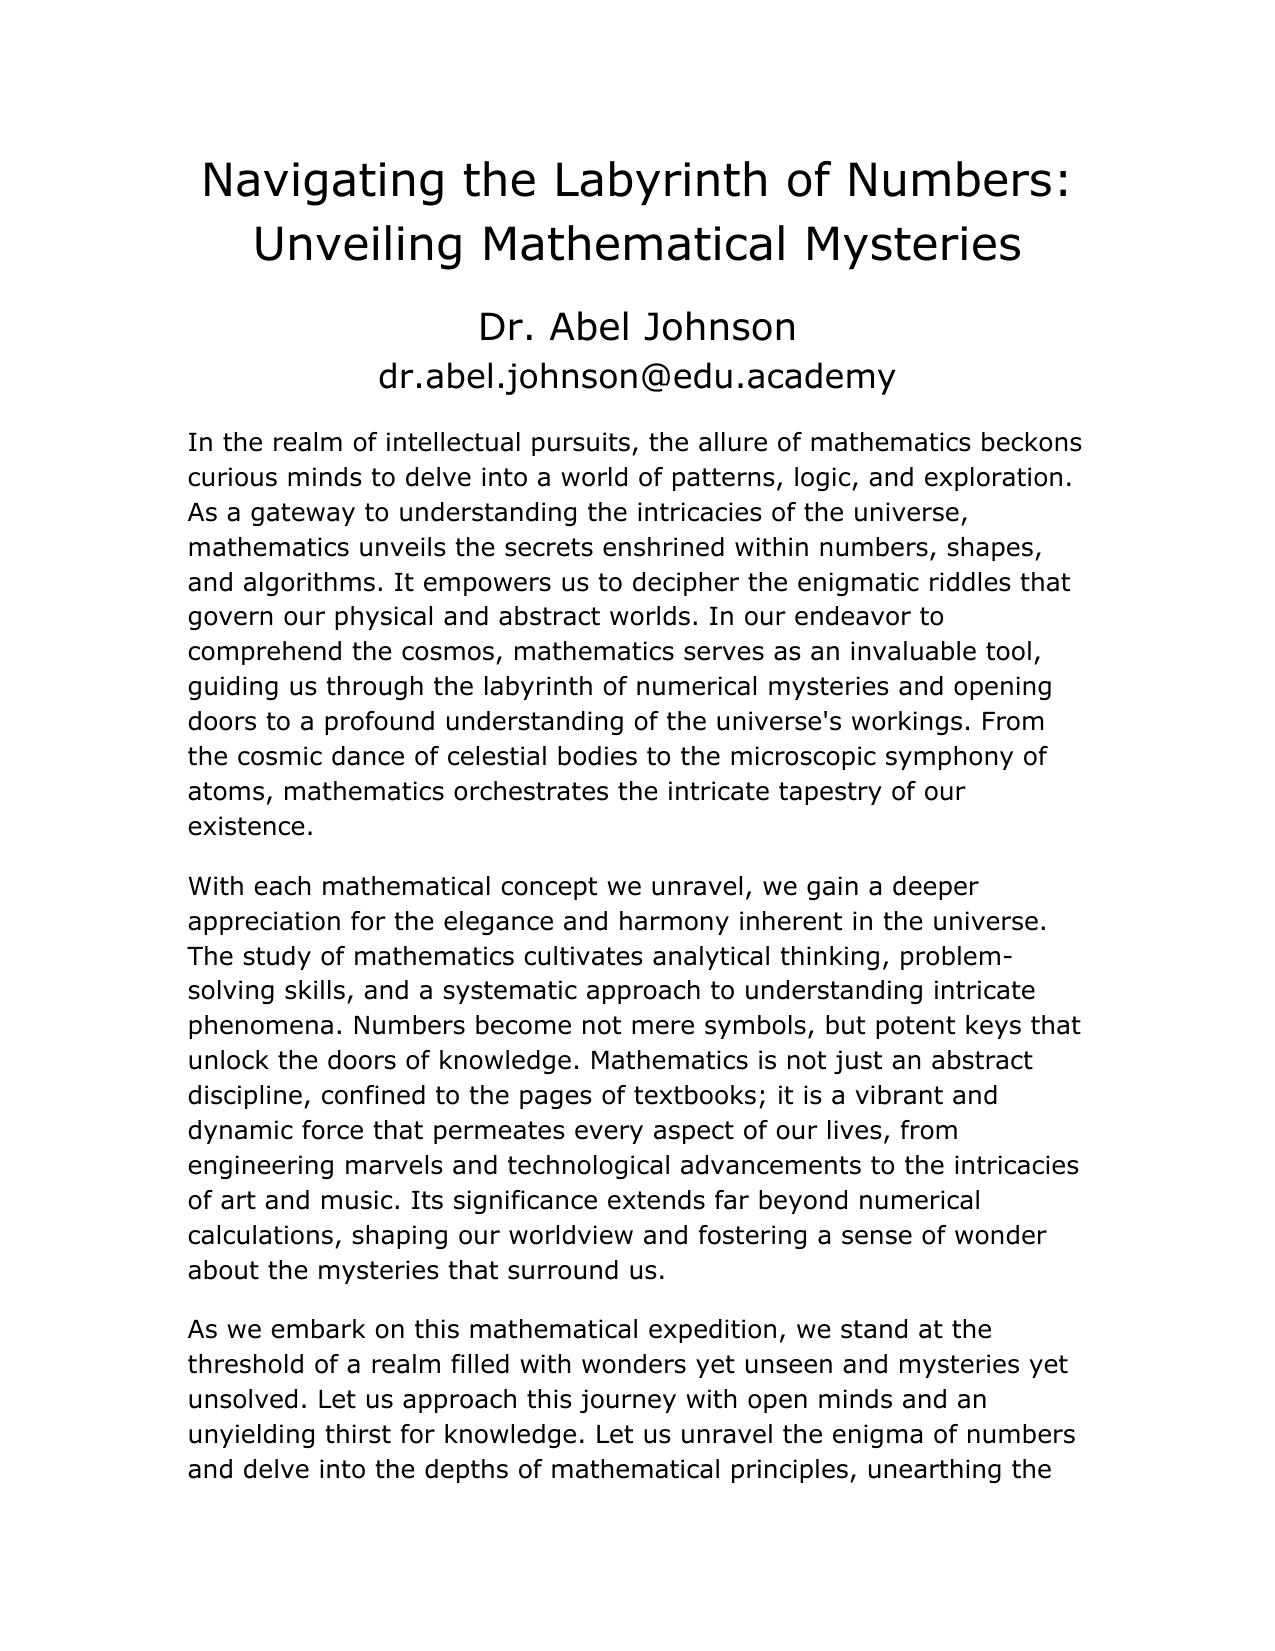 Navigating the Labyrinth of Numbers:
Unveiling Mathematical Mysteries
Dr. Abel Johnson
dr.abel.johnson@edu.academy
In the realm of intellectual pursuits, the allure of mathematics beckons
curious minds to delve into a world of patterns, logic, and exploration.
As a gateway to understanding the intricacies of the universe,
mathematics unveils the secrets enshrined within numbers, shapes,
and algorithms. It empowers us to decipher the enigmatic riddles that
govern our physical and abstract worlds. In our endeavor to
comprehend the cosmos, mathematics serves as an invaluable tool,
guiding us through the labyrinth of numerical mysteries and opening
doors to a profound understanding of the universe's workings. From
the cosmic dance of celestial bodies to the microscopic symphony of
atoms, mathematics orchestrates the intricate tapestry of our
existence.
With each mathematical concept we unravel, we gain a deeper
appreciation for the elegance and harmony inherent in the universe.
The study of mathematics cultivates analytical thinking, problem-
solving skills, and a systematic approach to understanding intricate
phenomena. Numbers become not mere symbols, but potent keys that
unlock the doors of knowledge. Mathematics is not just an abstract
discipline, confined to the pages of textbooks; it is a vibrant and
dynamic force that permeates every aspect of our lives, from
engineering marvels and technological advancements to the intricacies
of art and music. Its significance extends far beyond numerical
calculations, shaping our worldview and fostering a sense of wonder
about the mysteries that surround us.
As we embark on this mathematical expedition, we stand at the
threshold of a realm filled with wonders yet unseen and mysteries yet
unsolved. Let us approach this journey with open minds and an
unyielding thirst for knowledge. Let us unravel the enigma of numbers
and delve into the depths of mathematical principles, unearthing the